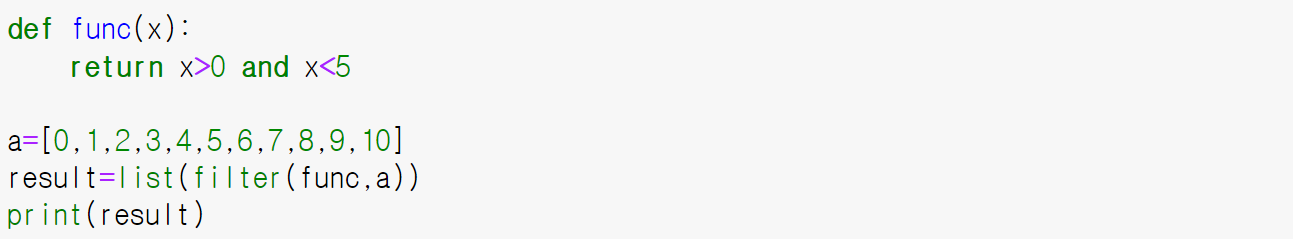 def func(x):
    return x>0 and x<5

a=[0,1,2,3,4,5,6,7,8,9,10]
result=list(filter(func,a))
print(result)